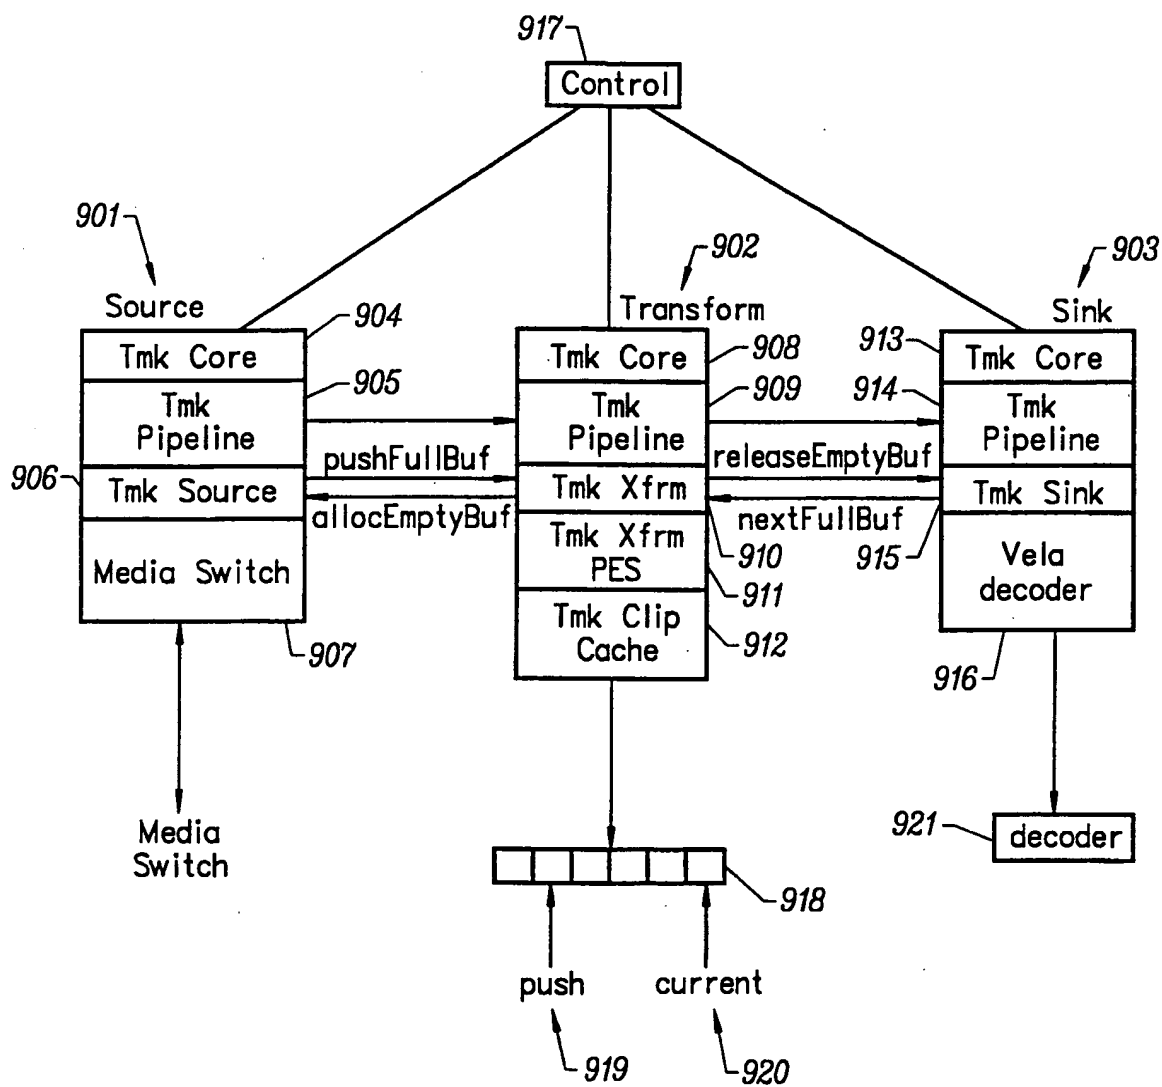 917
Control
901
902
903
Source
Transform
Sink
904
Tmk Core
905
Tmk
Pipeline
906
Tmk Source
Media Switch
907
pushFullBuf
allocEmptyBuf
Tmk Core
908
Tmk
Pipeline
909
Tmk Xfrm
910
Tmk Xfrm
PES
911
Tmk Clip
Cache
912
releaseEmptyBuf
nextFullBuf
913
Tmk Core
914
Tmk
Pipeline
Tmk Sink
915
Vela
decoder
916
Media
Switch
921
decoder
918
push
current
919
920